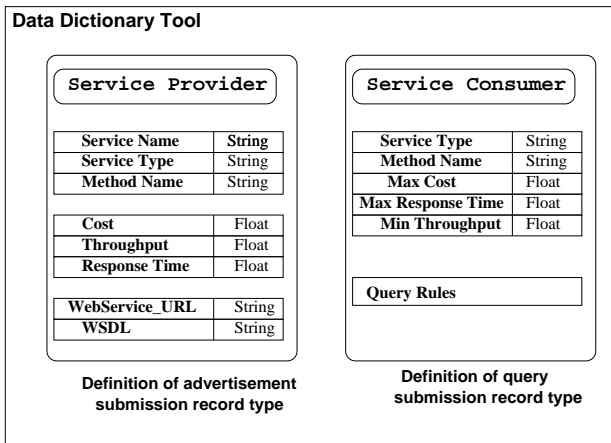 Data Dictionary Tool
Service Provider
Service Name String
Service Type String
Method Name String
Cost Float
Throughput Float
Response Time Float
WebService_URL String
WSDL String
Definition of advertisement
submission record type
Service Consumer
Service Type String
Method Name String
Max Cost Float
Max Response Time Float
Min Throughput Float
Query Rules
Definition of query
submission record type